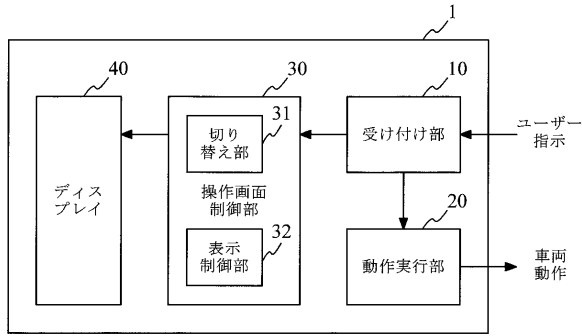 1
40
30
10
31
切り
替え部
受け付け部
ユーザー
指示
ディス
プレイ
操作画面
制御部
32
20
表示
制御部
動作実行部
車両
動作